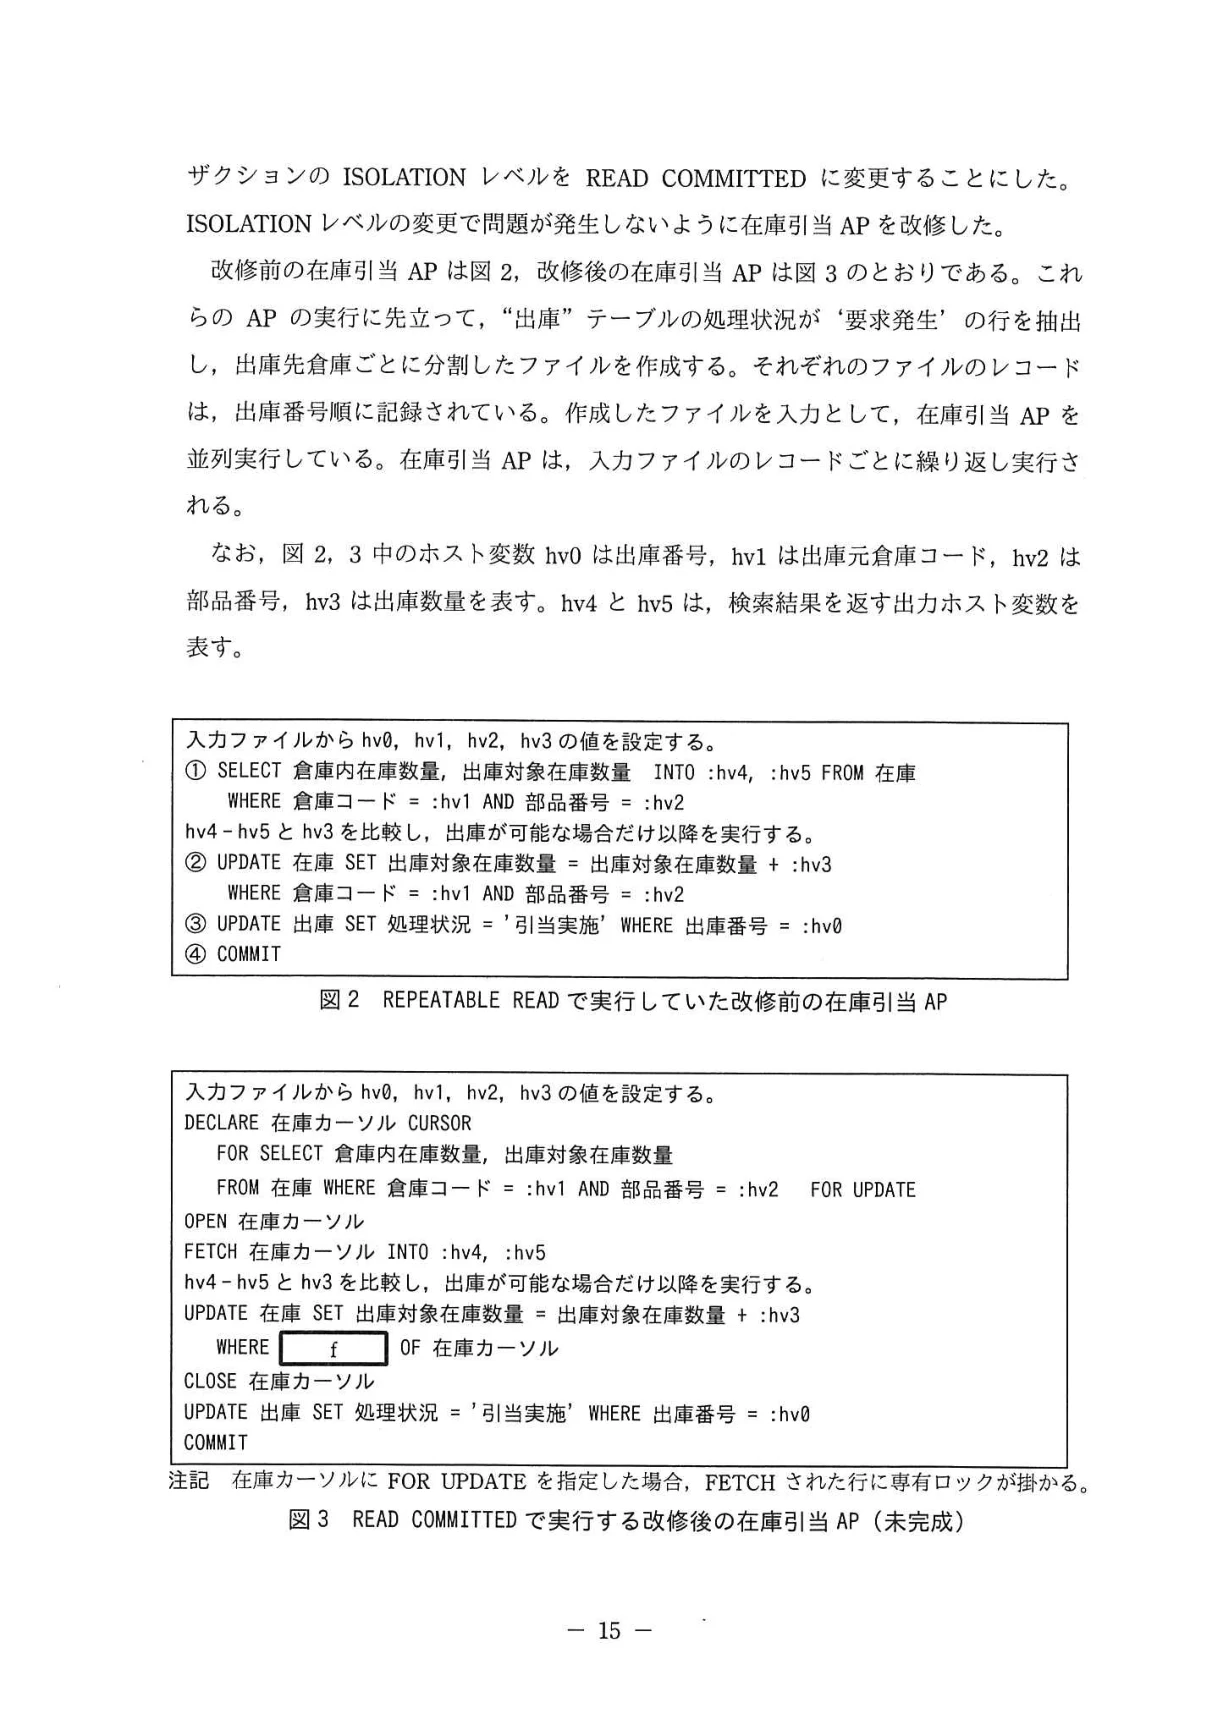 ザクションの ISOLATION レベルを READ COMMITTED に変更することにした。
ISOLATION レベルの変更で問題が発生しないように在庫引当 AP を改修した。
改修前の在庫引当 AP は図 2，改修後の在庫引当 AP は図 3 のとおりである。これ
らの AP の実行に先立って，“出庫” テーブルの処理状況が ‘要求発生’ の行を抽出
し，出庫先倉庫ごとに分割したファイルを作成する。それぞれのファイルのレコード
は，出庫番号順に記録されている。作成したファイルを入力として，在庫引当 AP を
並列実行している。在庫引当 AP は，入力ファイルのレコードごとに繰り返し実行さ
れる。
なお，図 2，3 中のホスト変数 hv0 は出庫番号，hv1 は出庫元倉庫コード，hv2 は
部品番号，hv3 は出庫数量を表す。hv4 と hv5 は，検索結果を返す出力ホスト変数を
表す。
入力ファイルから hv0，hv1，hv2，hv3 の値を設定する。
① SELECT 倉庫内在庫数量，出庫対象在庫数量 INTO :hv4, :hv5 FROM 在庫
WHERE 倉庫コード = :hv1 AND 部品番号 = :hv2
hv4－hv5 と hv3 を比較し，出庫が可能な場合だけ以降を実行する。
② UPDATE 在庫 SET 出庫対象在庫数量 = 出庫対象在庫数量 + :hv3
WHERE 倉庫コード = :hv1 AND 部品番号 = :hv2
③ UPDATE 出庫 SET 処理状況 = '引当実施' WHERE 出庫番号 = :hv0
④ COMMIT
図 2 REPEATABLE READ で実行していた改修前の在庫引当 AP
入力ファイルから hv0，hv1，hv2，hv3 の値を設定する。
DECLARE 在庫カーソル CURSOR
FOR SELECT 倉庫内在庫数量，出庫対象在庫数量
FROM 在庫 WHERE 倉庫コード = :hv1 AND 部品番号 = :hv2 FOR UPDATE
OPEN 在庫カーソル
FETCH 在庫カーソル INTO :hv4, :hv5
hv4－hv5 と hv3 を比較し，出庫が可能な場合だけ以降を実行する。
UPDATE 在庫 SET 出庫対象在庫数量 = 出庫対象在庫数量 + :hv3
WHERE f OF 在庫カーソル
CLOSE 在庫カーソル
UPDATE 出庫 SET 処理状況 = '引当実施' WHERE 出庫番号 = :hv0
COMMIT
注記 在庫カーソルに FOR UPDATE を指定した場合，FETCH された行に専有ロックが掛かる。
図 3 READ COMMITTED で実行する改修後の在庫引当 AP（未完成）
－ 15 －